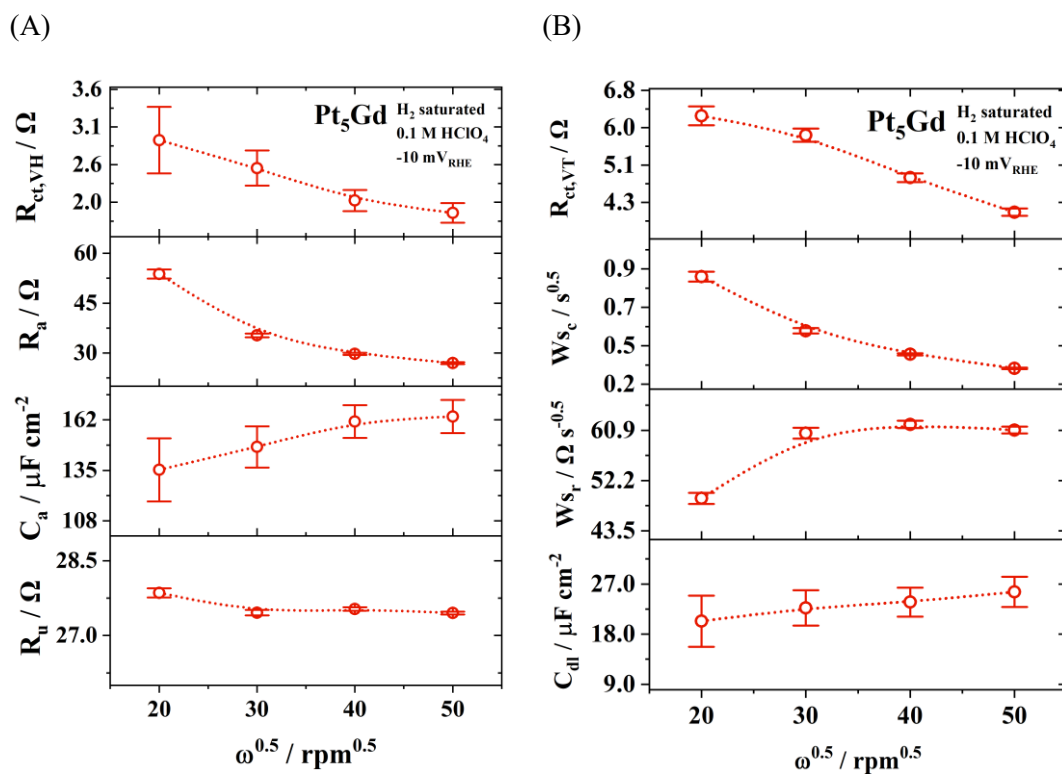 (A)
(B)
3.6
3.1
2.6
2.0
R_ct,VH / Ω
Pt₅Gd
H₂ saturated
0.1 M HClO₄
-10 mV_RHE
60
45
30
R_a / Ω
162
135
108
C_a / μF cm⁻²
28.5
27.0
R_u / Ω
20 30 40 50
ω^0.5 / rpm^0.5
6.8
6.0
5.1
4.3
R_ct,VT / Ω
Pt₅Gd
H₂ saturated
0.1 M HClO₄
-10 mV_RHE
0.9
0.7
0.5
0.2
Ws_c / s^0.5
60.9
52.2
43.5
Ws_r / Ω s^-0.5
27.0
18.0
9.0
C_dl / μF cm⁻²
20 30 40 50
ω^0.5 / rpm^0.5